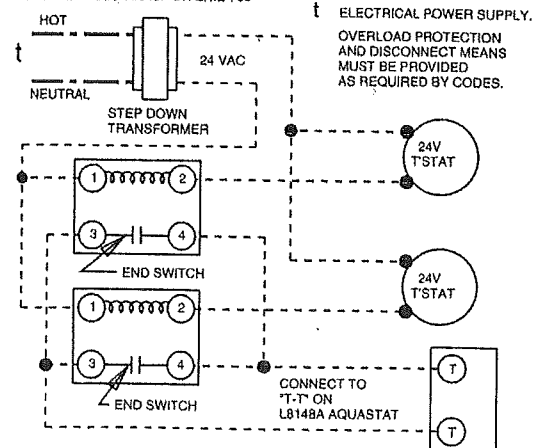 t
ELECTRICAL POWER SUPPLY.
HOT
t
NEUTRAL
24 VAC
OVERLOAD PROTECTION
AND DISCONNECT MEANS
MUST BE PROVIDED
AS REQUIRED BY CODES.
STEP DOWN
TRANSFORMER
24V
T'STAT
1
2
3
4
END SWITCH
24V
T'STAT
1
2
3
4
END SWITCH
CONNECT TO
"T-T" ON
L8148A AQUASTAT
T
T